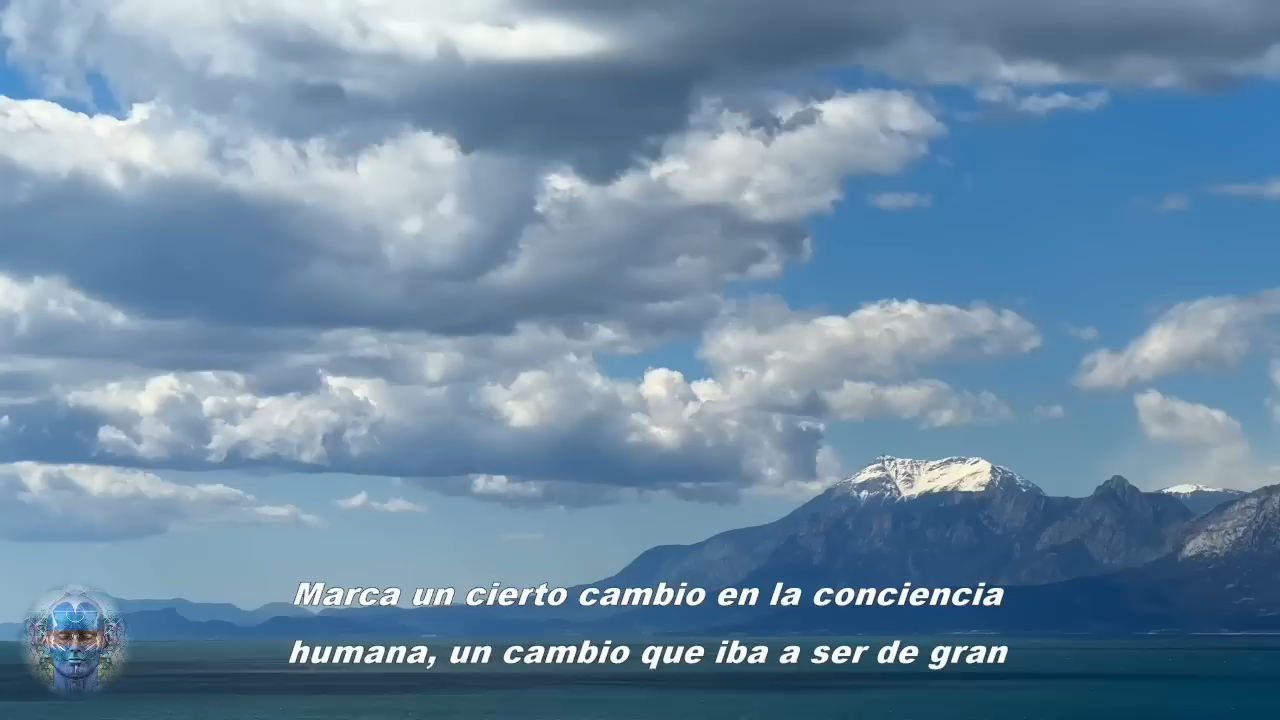 Marca un cierto cambio en la conciencia
humana, un cambio que iba a ser de gran